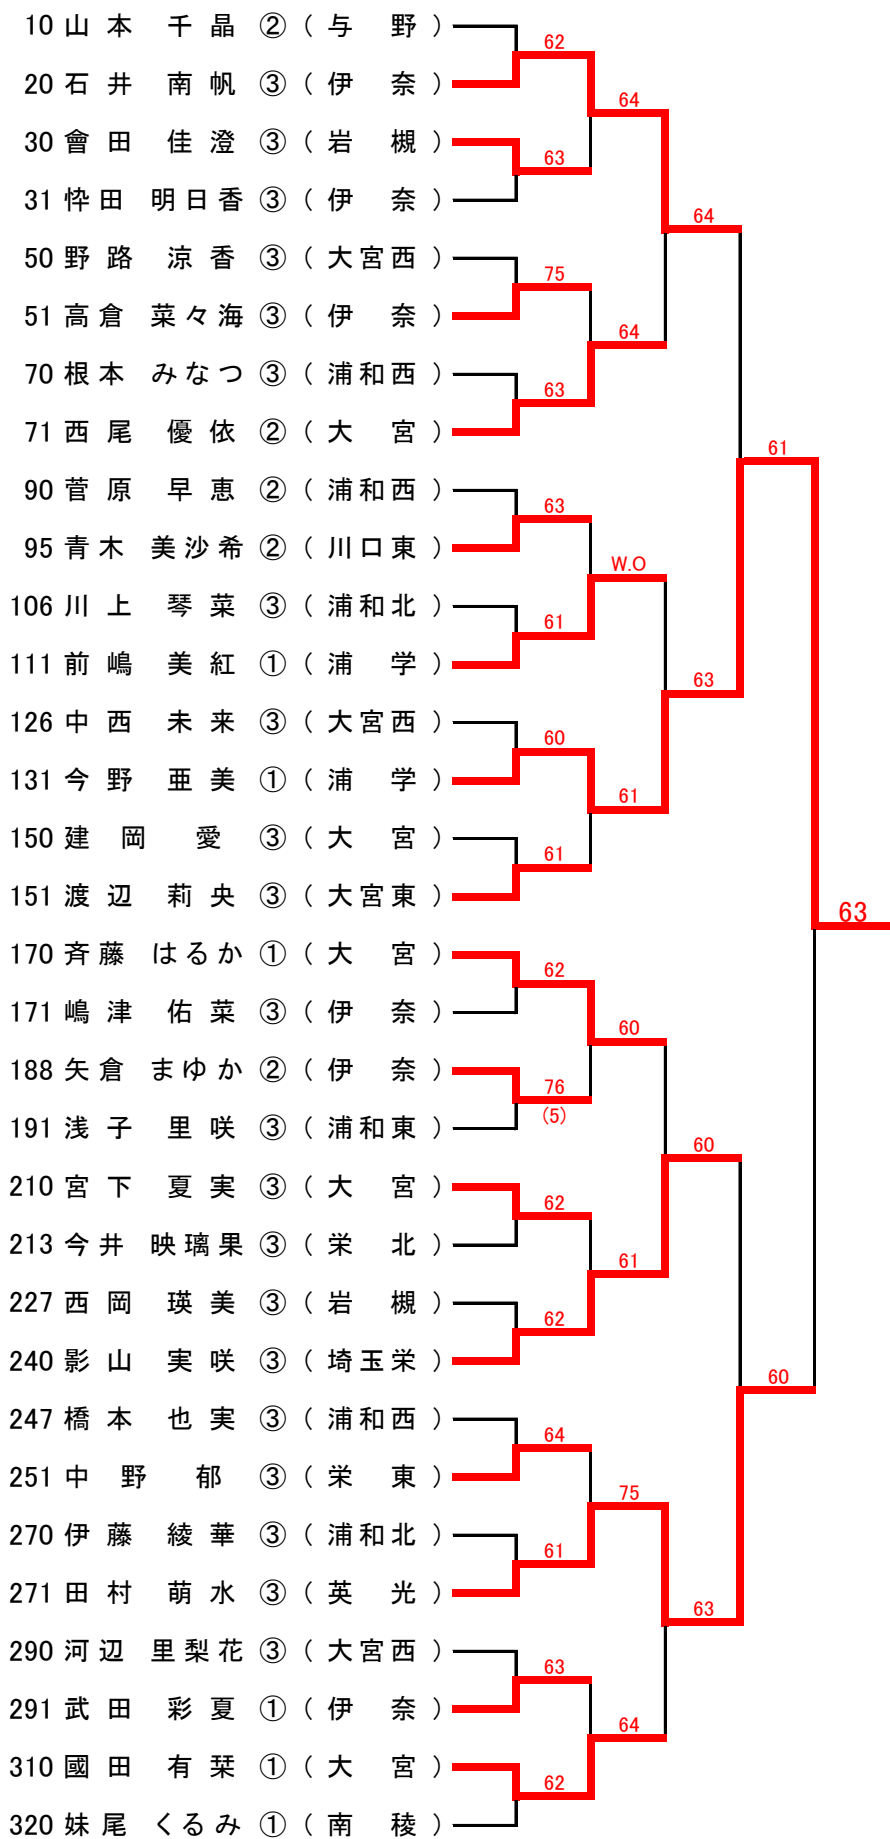 10 山本 千晶 ② ( 与 野 )
62
20 石井 南帆 ③ ( 伊 奈 )
64
30 會田 佳澄 ③ ( 岩 槻 )
63
31 忰田 明日香 ③ ( 伊 奈 )
64
50 野路 涼香 ③ ( 大宮西 )
75
51 高倉 菜々海 ③ ( 伊 奈 )
64
70 根本 みなつ ③ ( 浦和西 )
63
71 西尾 優依 ② ( 大 宮 )
61
90 菅原 早恵 ② ( 浦和西 )
63
95 青木 美沙希 ② ( 川口東 )
W.O
106 川上 琴菜 ③ ( 浦和北 )
61
111 前嶋 美紅 ① ( 浦 学 )
63
126 中西 未来 ③ ( 大宮西 )
60
131 今野 亜美 ① ( 浦 学 )
61
150 建岡 愛 ③ ( 大 宮 )
61
151 渡辺 莉央 ③ ( 大宮東 )
63
170 斉藤 はるか ① ( 大 宮 )
62
171 嶋津 佑菜 ③ ( 伊 奈 )
60
188 矢倉 まゆか ② ( 伊 奈 )
76
(5)
191 浅子 里咲 ③ ( 浦和東 )
60
210 宮下 夏実 ③ ( 大 宮 )
62
213 今井 映璃果 ③ ( 栄 北 )
61
227 西岡 瑛美 ③ ( 岩 槻 )
62
240 影山 実咲 ③ ( 埼玉栄 )
60
247 橋本 也実 ③ ( 浦和西 )
64
251 中野 郁 ③ ( 栄 東 )
75
270 伊藤 綾華 ③ ( 浦和北 )
61
271 田村 萌水 ③ ( 英 光 )
63
290 河辺 里梨花 ③ ( 大宮西 )
63
291 武田 彩夏 ① ( 伊 奈 )
64
310 國田 有栞 ① ( 大 宮 )
62
320 妹尾 くるみ ① ( 南 稜 )